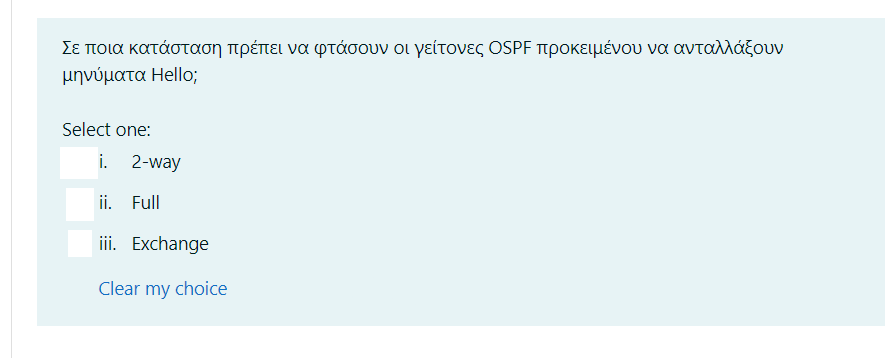 Σε ποια κατάσταση πρέπει να φτάσουν οι γείτονες OSPF προκειμένου να ανταλλάξουν
μηνύματα Hello;
Select one:
i. 2-way
ii. Full
iii. Exchange
Clear my choice